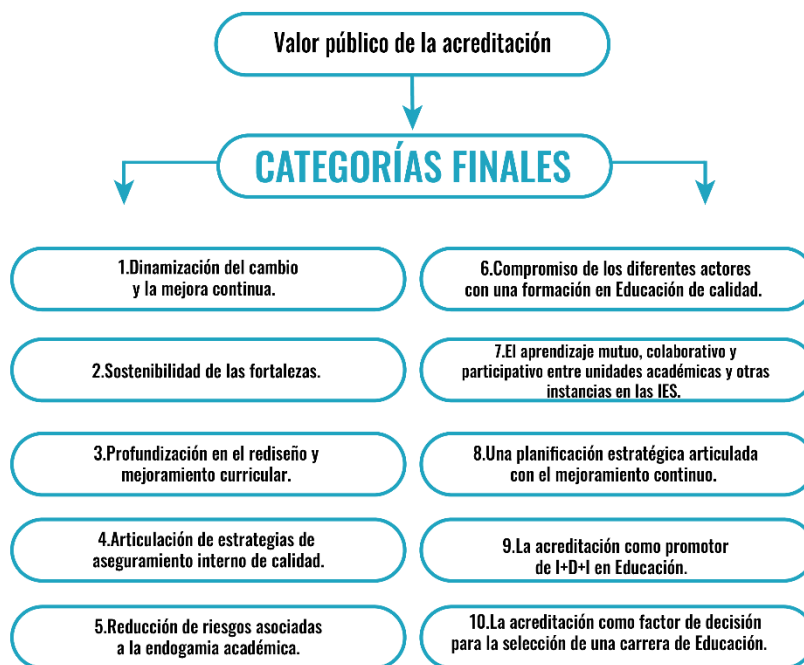 Valor público de la acreditación
CATEGORÍAS FINALES
1.Dinamización del cambio
y la mejora continua.
2.Sostenibilidad de las fortalezas.
3.Profundización en el rediseño y
mejoramiento curricular.
4.Articulación de estrategias de
aseguramiento interno de calidad.
5.Reducción de riesgos asociadas
a la endogamia académica.
6.Compromiso de los diferentes actores
con una formación en Educación de calidad.
7.El aprendizaje mutuo, colaborativo y
participativo entre unidades académicas y otras
instancias en las IES.
8.Una planificación estratégica articulada
con el mejoramiento continuo.
9.La acreditación como promotor
de I+D+I en Educación.
10.La acreditación como factor de decisión
para la selección de una carrera de Educación.